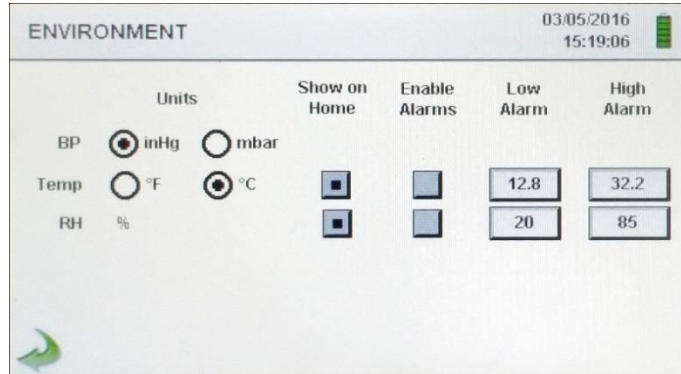 ENVIRONMENT
03/05/2016
15:19:06
Units
Show on Home
Enable Alarms
Low Alarm
High Alarm
BP inHg mbar
Temp °F °C 12.8 32.2
RH % 20 85